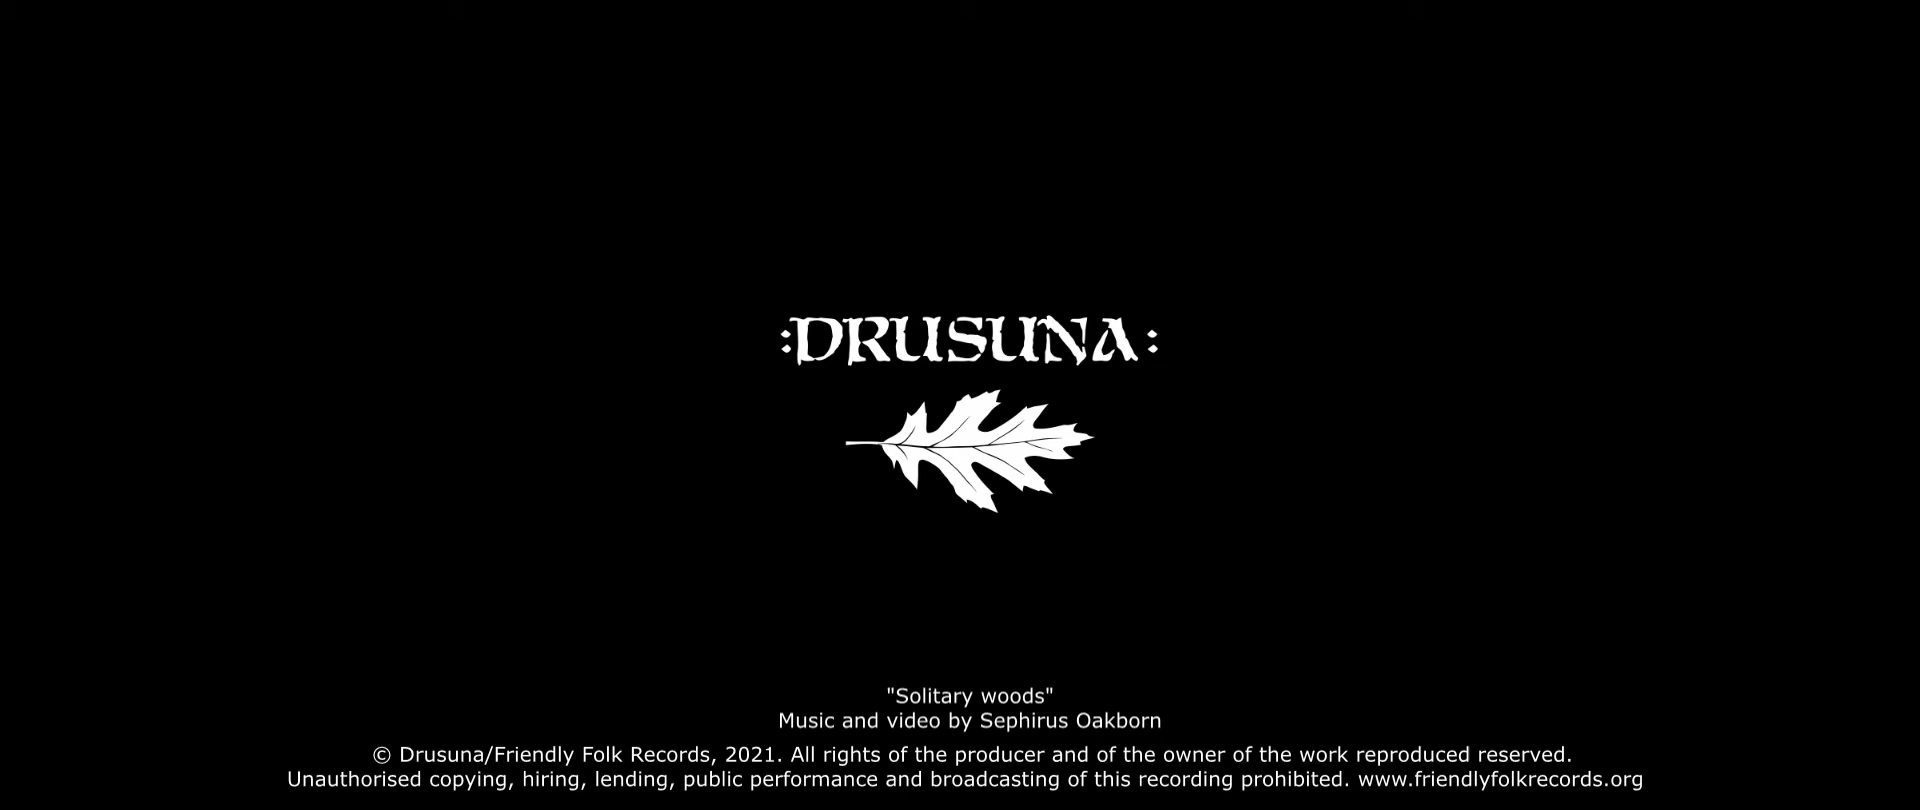 :DRUSUNA:
"Solitary woods"
Music and video by Sephirus Oakborn
© Drusuna/Friendly Folk Records, 2021. All rights of the producer and of the owner of the work reproduced reserved.
Unauthorised copying, hiring, lending, public performance and broadcasting of this recording prohibited. www.friendlyfolkrecords.org